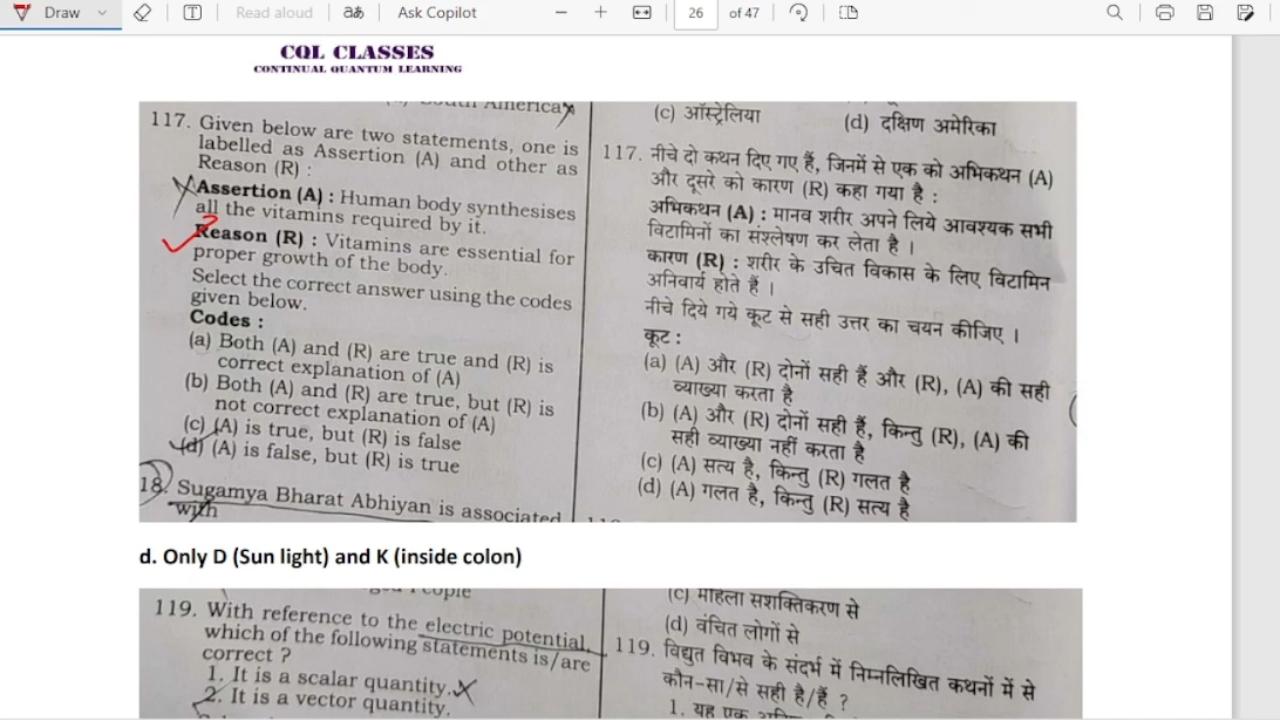 Draw
Read aloud
aあ
Ask Copilot
26
of 47
CQL CLASSES
CONTINUAL QUANTUM LEARNING
South America
117. Given below are two statements, one is
labelled as Assertion (A) and other as
Reason (R) :
Assertion (A) : Human body synthesises
all the vitamins required by it.
Reason (R) : Vitamins are essential for
proper growth of the body.
Select the correct answer using the codes
given below.
Codes :
(a) Both (A) and (R) are true and (R) is
correct explanation of (A)
(b) Both (A) and (R) are true, but (R) is
not correct explanation of (A)
(c) (A) is true, but (R) is false
(d) (A) is false, but (R) is true
18. Sugamya Bharat Abhiyan is associated
with
(c) ऑस्ट्रेलिया
(d) दक्षिण अमेरिका
117. नीचे दो कथन दिए गए हैं, जिनमें से एक को अभिकथन (A)
और दूसरे को कारण (R) कहा गया है :
अभिकथन (A) : मानव शरीर अपने लिये आवश्यक सभी
विटामिनों का संश्लेषण कर लेता है ।
कारण (R) : शरीर के उचित विकास के लिए विटामिन
अनिवार्य होते हैं ।
नीचे दिये गये कूट से सही उत्तर का चयन कीजिए ।
कूट :
(a) (A) और (R) दोनों सही हैं और (R), (A) की सही
व्याख्या करता है
(b) (A) और (R) दोनों सही हैं, किन्तु (R), (A) की
सही व्याख्या नहीं करता है
(c) (A) सत्य है, किन्तु (R) गलत है
(d) (A) गलत है, किन्तु (R) सत्य है
d. Only D (Sun light) and K (inside colon)
People
119. With reference to the electric potential,
which of the following statements is/are
correct ?
1. It is a scalar quantity.
2. It is a vector quantity.
(c) महिला सशक्तिकरण से
(d) वंचित लोगों से
119. विद्युत विभव के संदर्भ में निम्नलिखित कथनों में से
कौन-सा/से सही है/हैं ?
1. यह एक